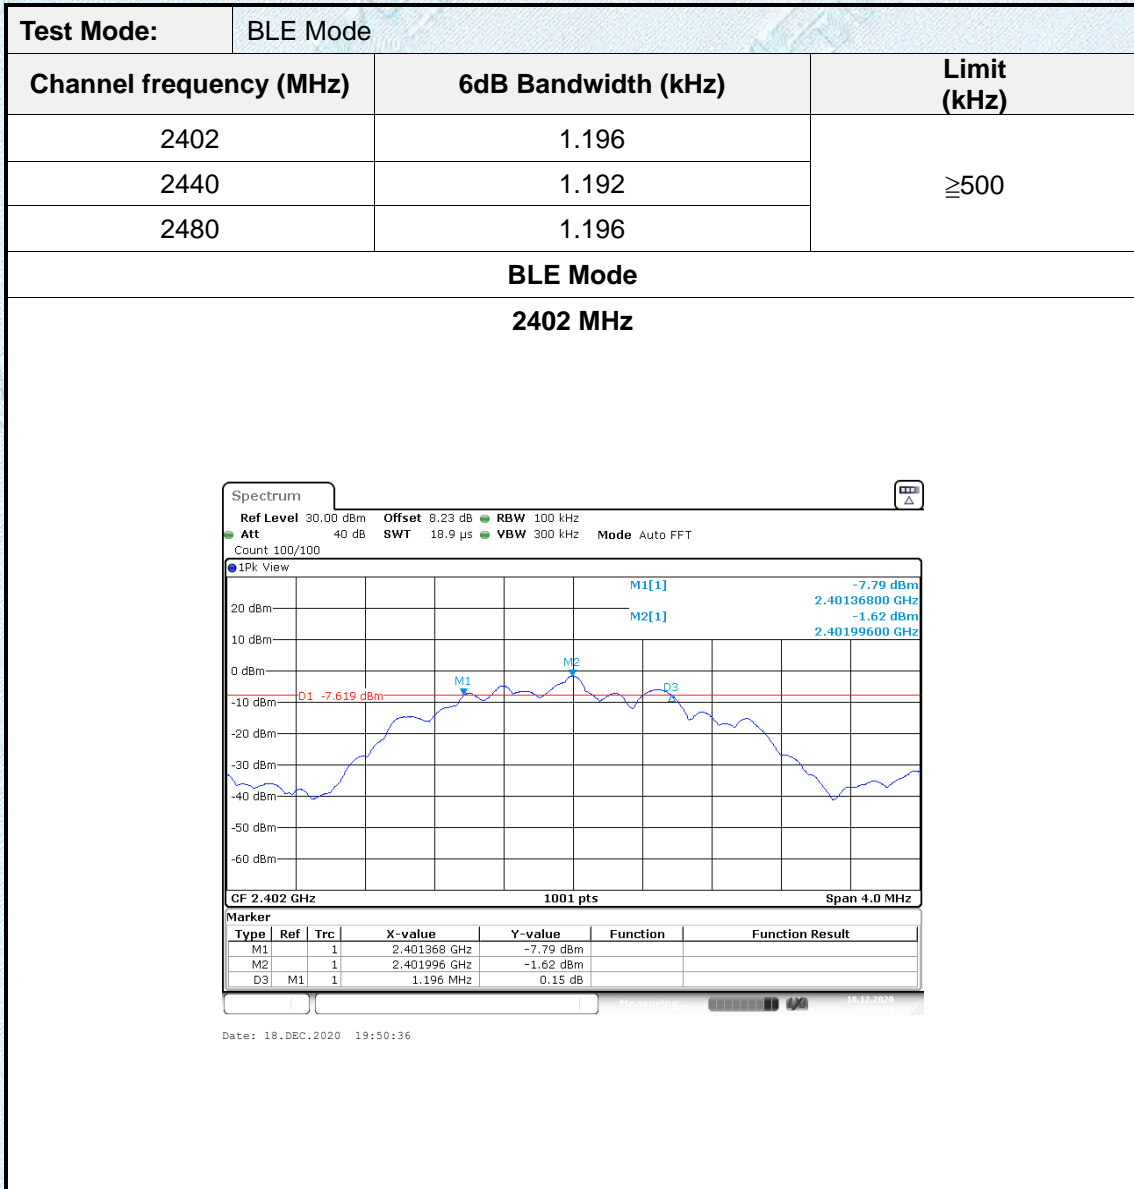 Test Mode: BLE Mode
Channel frequency (MHz) 6dB Bandwidth (kHz) Limit (kHz)
2402 1.196
2440 1.192 ≧500
2480 1.196
BLE Mode
2402 MHz
Spectrum
Ref Level 30.00 dBm Offset 8.23 dB RBW 100 kHz
Att 40 dB SWT 18.9 µs VBW 300 kHz Mode Auto FFT
Count 100/100
1Pk View
M1[1] -7.79 dBm
2.40136800 GHz
20 dBm
M2[1] -1.62 dBm
2.40199600 GHz
10 dBm
M2
0 dBm
M1
D3
D1 -7.619 dBm
-10 dBm
-20 dBm
-30 dBm
-40 dBm
-50 dBm
-60 dBm
CF 2.402 GHz 1001 pts Span 4.0 MHz
Marker
Type Ref Trc X-value Y-value Function Function Result
M1 1 2.401368 GHz -7.79 dBm
M2 1 2.401996 GHz -1.62 dBm
D3 M1 1 1.196 MHz 0.15 dB
Measuring... 18.12.2020
Date: 18.DEC.2020 19:50:36